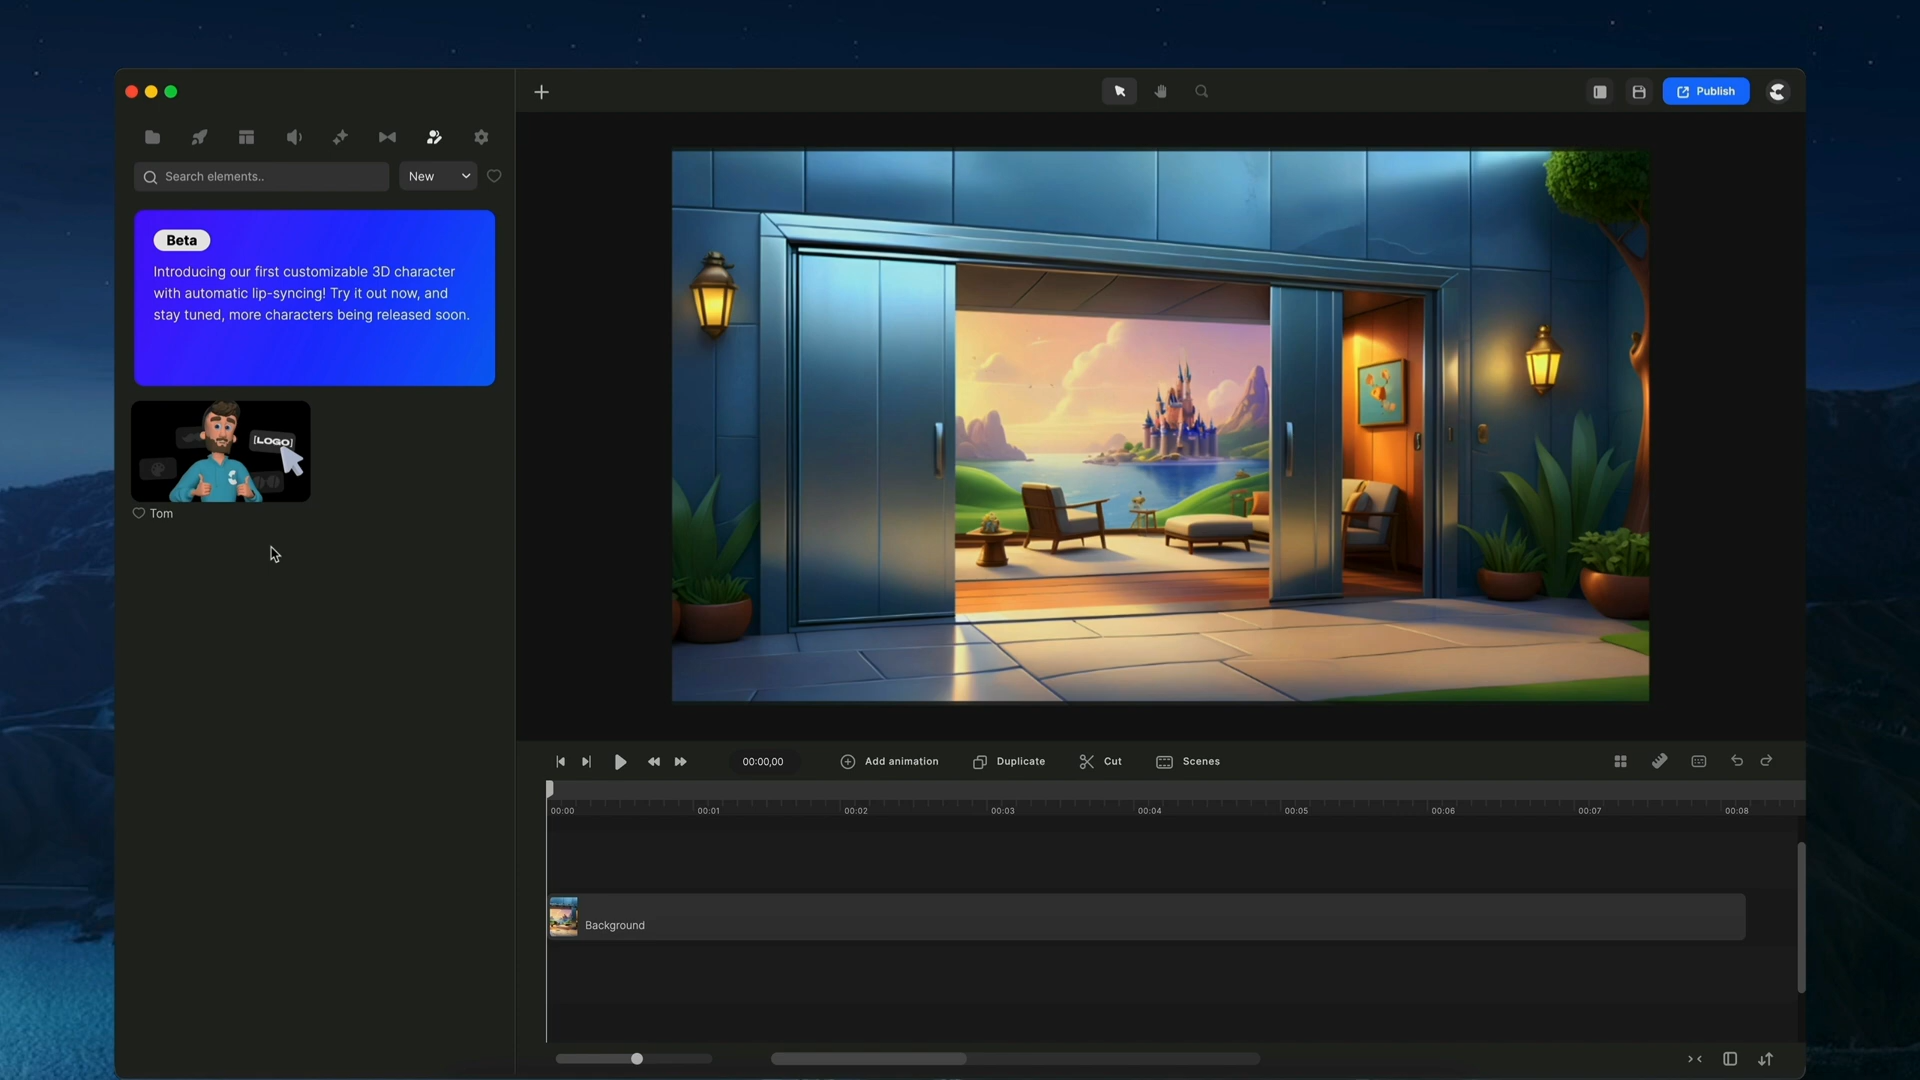 Publish
Search elements..
New
Beta
Introducing our first customizable 3D character
with automatic lip-syncing! Try it out now, and
stay tuned, more characters being released soon.
[LOGO]
Tom
00:00,00
Add animation
Duplicate
Cut
Scenes
00:00
00:01
00:02
00:03
00:04
00:05
00:06
00:07
00:08
Background